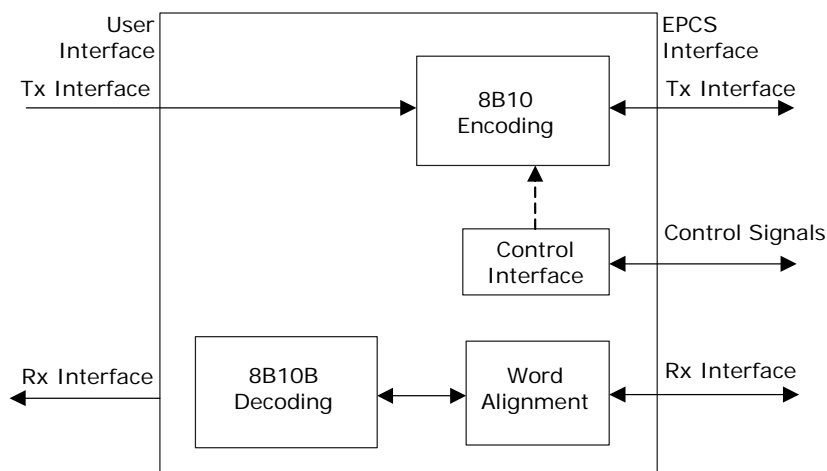 User
Interface
EPCS
Interface
Tx Interface
8B10
Encoding
Tx Interface
Control
Interface
Control Signals
Rx Interface
8B10B
Decoding
Word
Alignment
Rx Interface